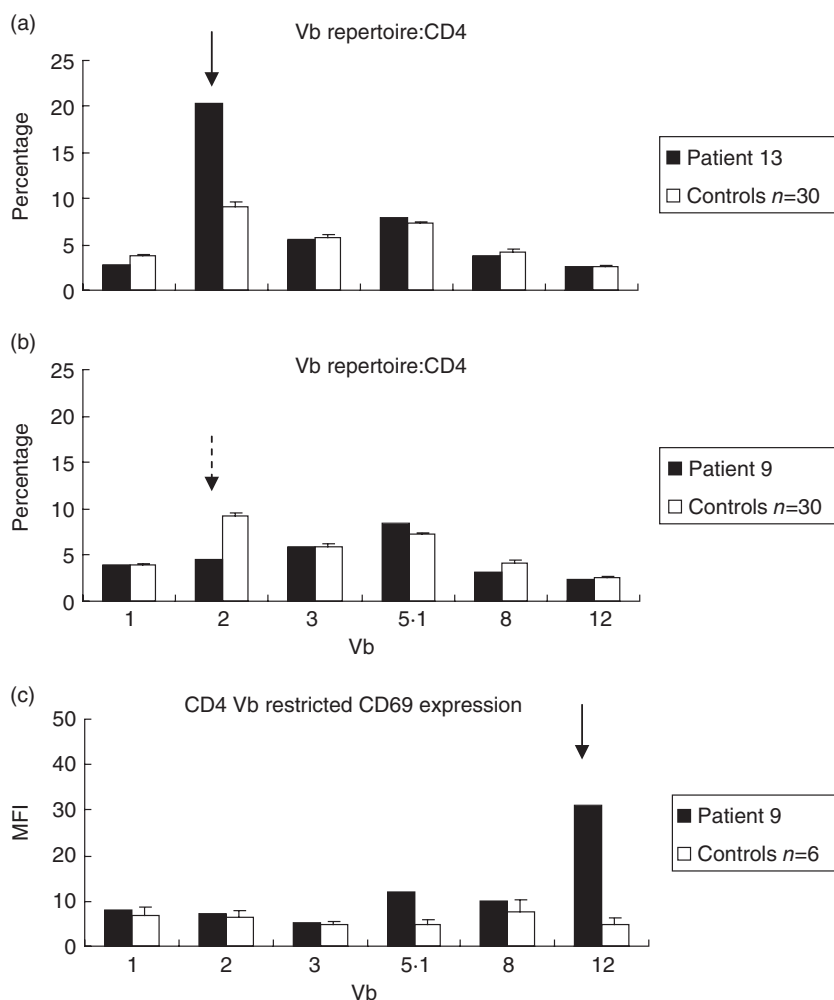 (a)
Vb repertoire:CD4
25
20
15
10
5
0
Percentage
Patient 13
Controls n=30
(b)
Vb repertoire:CD4
25
20
15
10
5
0
Percentage
1 2 3 5·1 8 12
Vb
Patient 9
Controls n=30
(c)
CD4 Vb restricted CD69 expression
50
40
30
20
10
0
MFI
1 2 3 5·1 8 12
Vb
Patient 9
Controls n=6